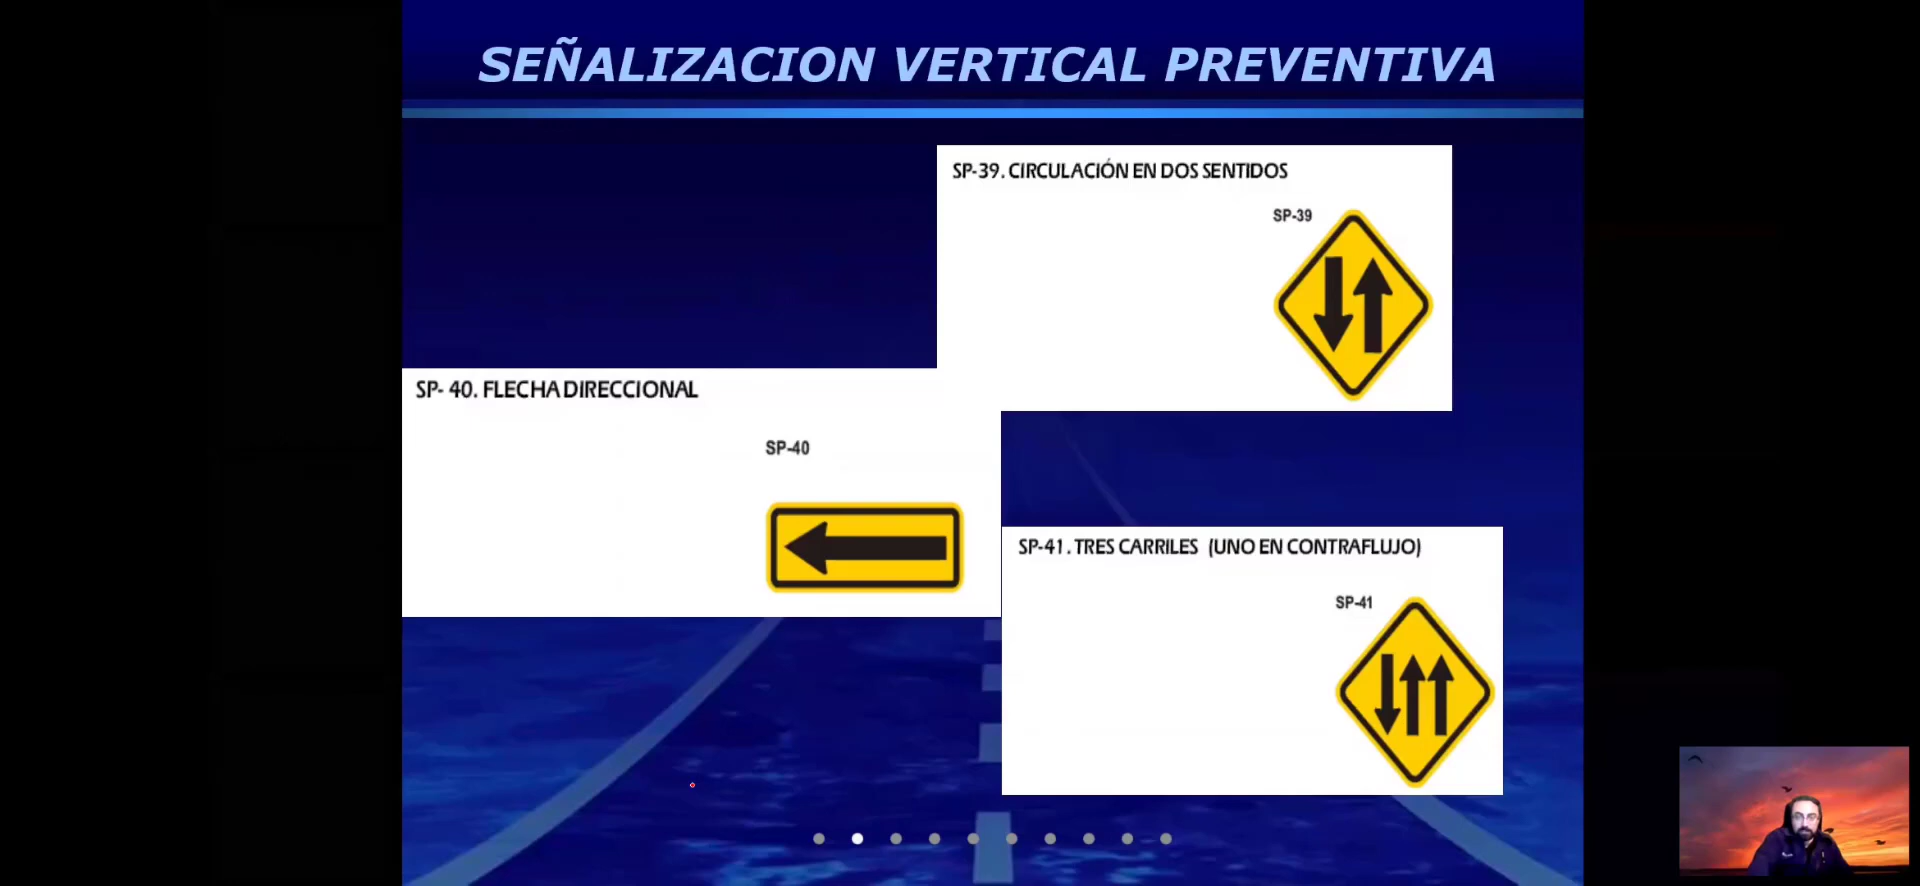 SEÑALIZACION VERTICAL PREVENTIVA
SP-39. CIRCULACIÓN EN DOS SENTIDOS
SP-39
SP- 40. FLECHA DIRECCIONAL
SP-40
SP-41. TRES CARRILES (UNO EN CONTRAFLUJO)
SP-41